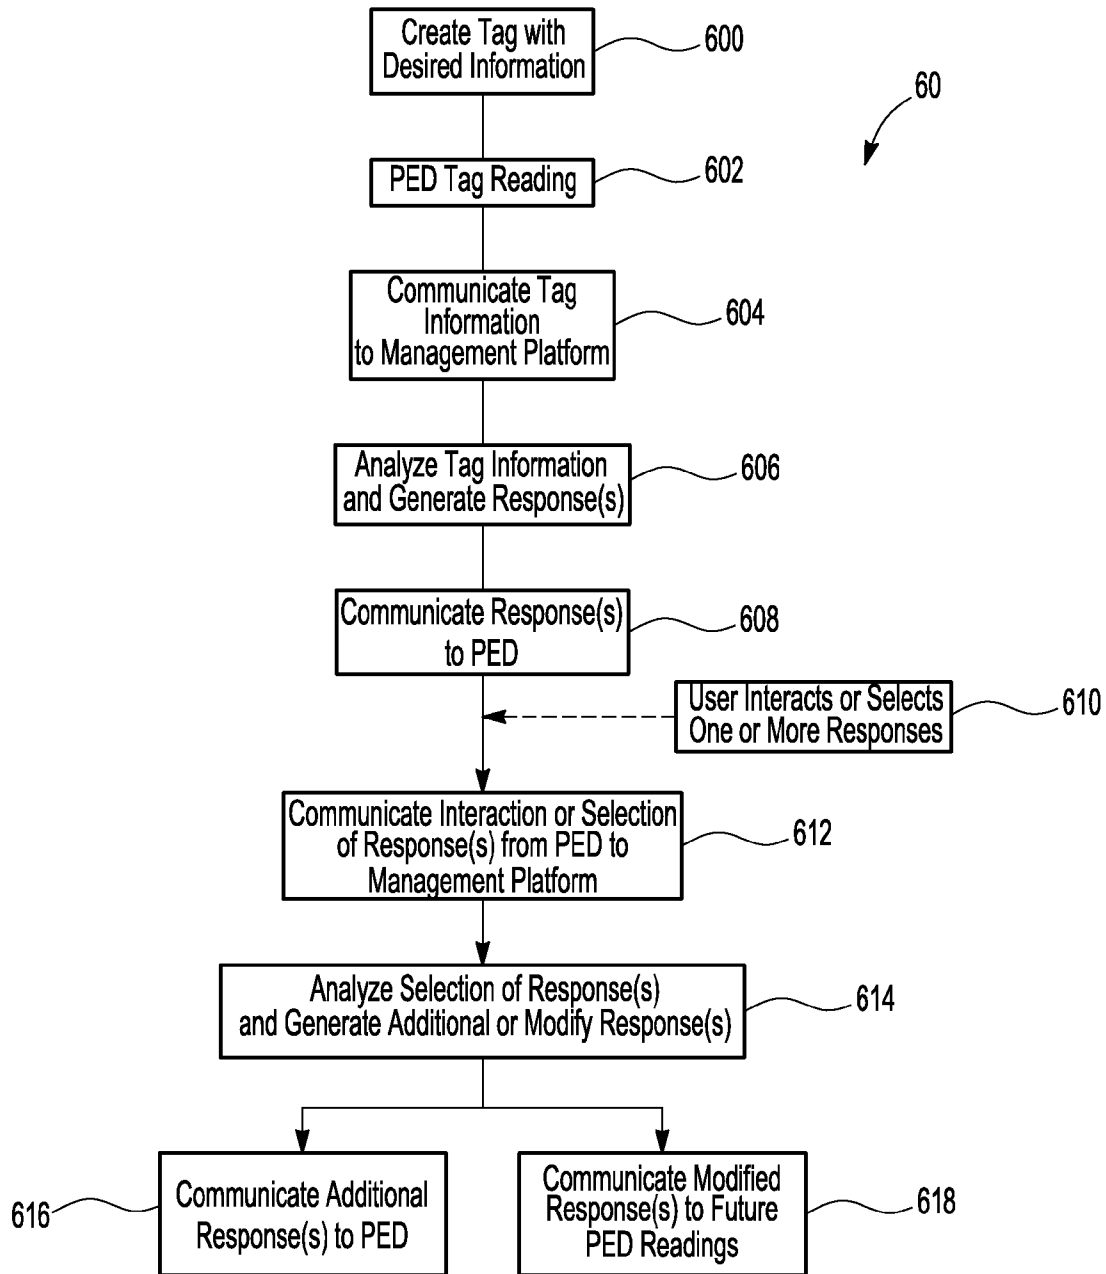 Create Tag with
Desired Information
600
60
PED Tag Reading
602
Communicate Tag
Information
to Management Platform
604
Analyze Tag Information
and Generate Response(s)
606
Communicate Response(s)
to PED
608
User Interacts or Selects
One or More Responses
610
Communicate Interaction or Selection
of Response(s) from PED to
Management Platform
612
Analyze Selection of Response(s)
and Generate Additional or Modify Response(s)
614
616
Communicate Additional
Response(s) to PED
Communicate Modified
Response(s) to Future
PED Readings
618